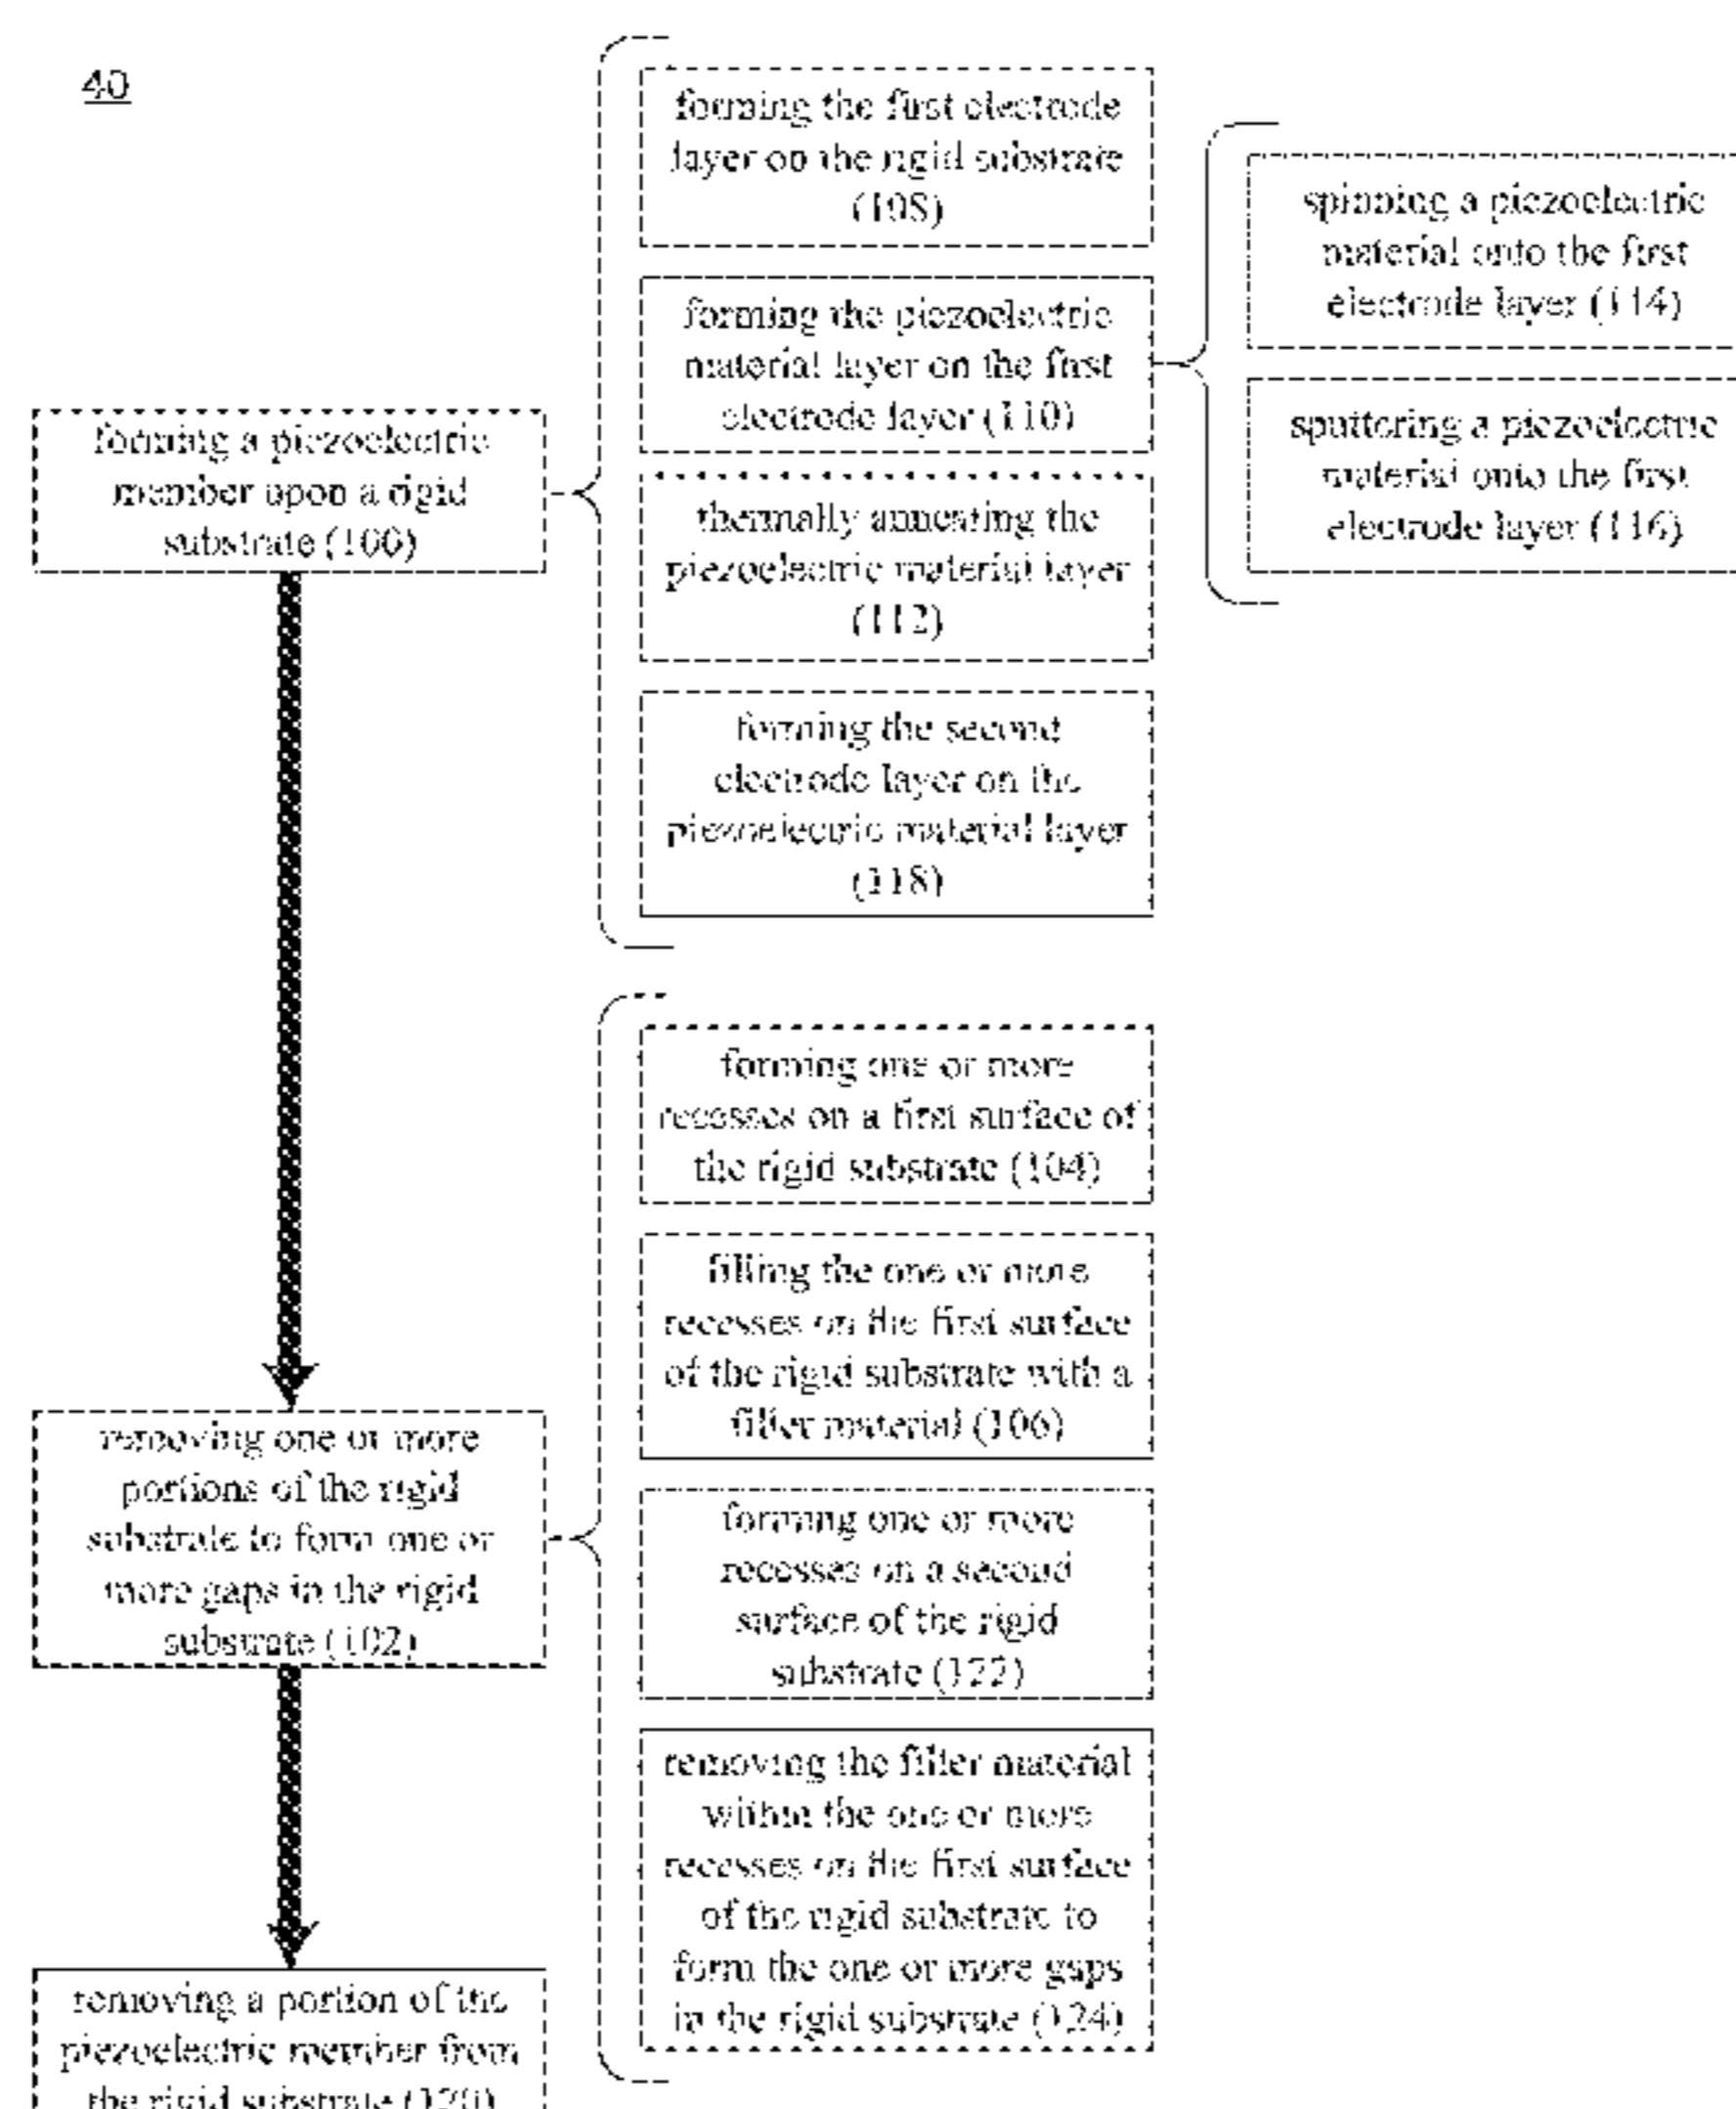 40
forming the first electrode
layer on the rigid substrate
(108)
spinning a piezoelectric
material onto the first
electrode layer (114)
forming the piezoelectric
material layer on the first
electrode layer (110)
sputtering a piezoelectric
material onto the first
electrode layer (116)
forming a piezoelectric
member upon a rigid
substrate (100)
thermally annealing the
piezoelectric material layer
(112)
forming the second
electrode layer on the
piezoelectric material layer
(118)
forming one or more
recesses on a first surface of
the rigid substrate (104)
filling the one or more
recesses on the first surface
of the rigid substrate with a
filler material (106)
removing one or more
portions of the rigid
substrate to form one or
more gaps in the rigid
substrate (102)
forming one or more
recesses on a second
surface of the rigid
substrate (122)
removing the filler material
within the one or more
recesses on the first surface
of the rigid substrate to
form the one or more gaps
in the rigid substrate (124)
removing a portion of the
piezoelectric member from
the rigid substrate (120)